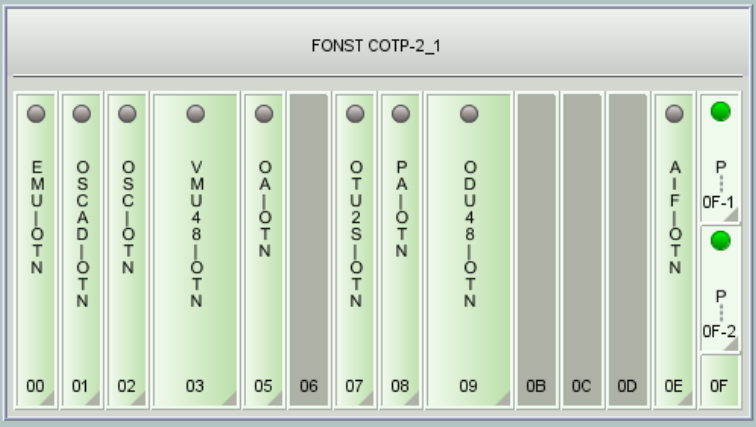 FONST COTP-2_1
EMU|OTN
OSCAD|OTN
OSC|OTN
VMU48|OTN
OA|OTN
OTU2S|OTN
PA|OTN
ODU48|OTN
AIF|OTN
P
0F-1
P
0F-2
00
01
02
03
05
06
07
08
09
0B
0C
0D
0E
0F